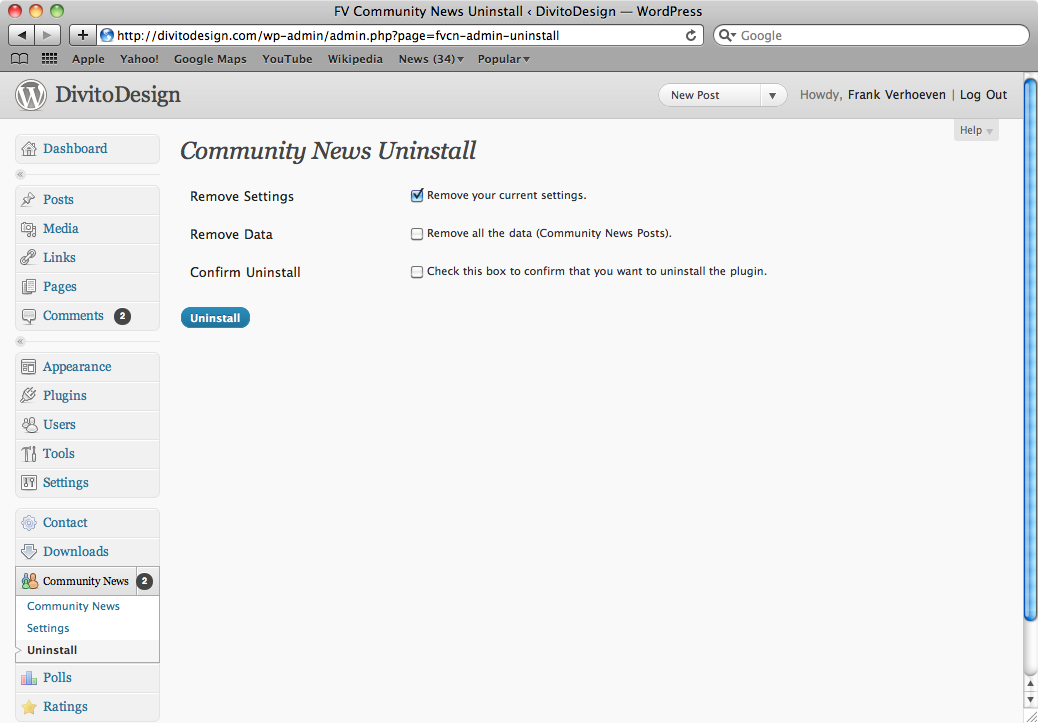 FV Community News Uninstall ‹ DivitoDesign — WordPress
http://divitodesign.com/wp-admin/admin.php?page=fvcn-admin-uninstall
Google
Apple Yahoo! Google Maps YouTube Wikipedia News (34)▾ Popular▾
DivitoDesign
New Post
Howdy, Frank Verhoeven | Log Out
Help
Dashboard
Posts
Media
Links
Pages
Comments 2
Appearance
Plugins
Users
Tools
Settings
Contact
Downloads
Community News 2
Community News
Settings
Uninstall
Polls
Ratings
Community News Uninstall
Remove Settings Remove your current settings.
Remove Data Remove all the data (Community News Posts).
Confirm Uninstall Check this box to confirm that you want to uninstall the plugin.
Uninstall